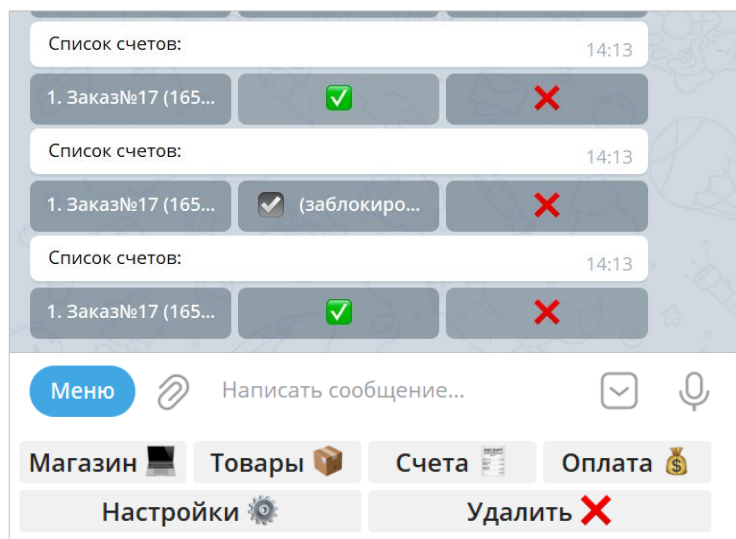 Список счетов:
14:13
1. Заказ№17 (165...
Список счетов:
14:13
1. Заказ№17 (165... (заблокиро...
Список счетов:
14:13
1. Заказ№17 (165...
Меню Написать сообщение...
Магазин Товары Счета Оплата
Настройки Удалить